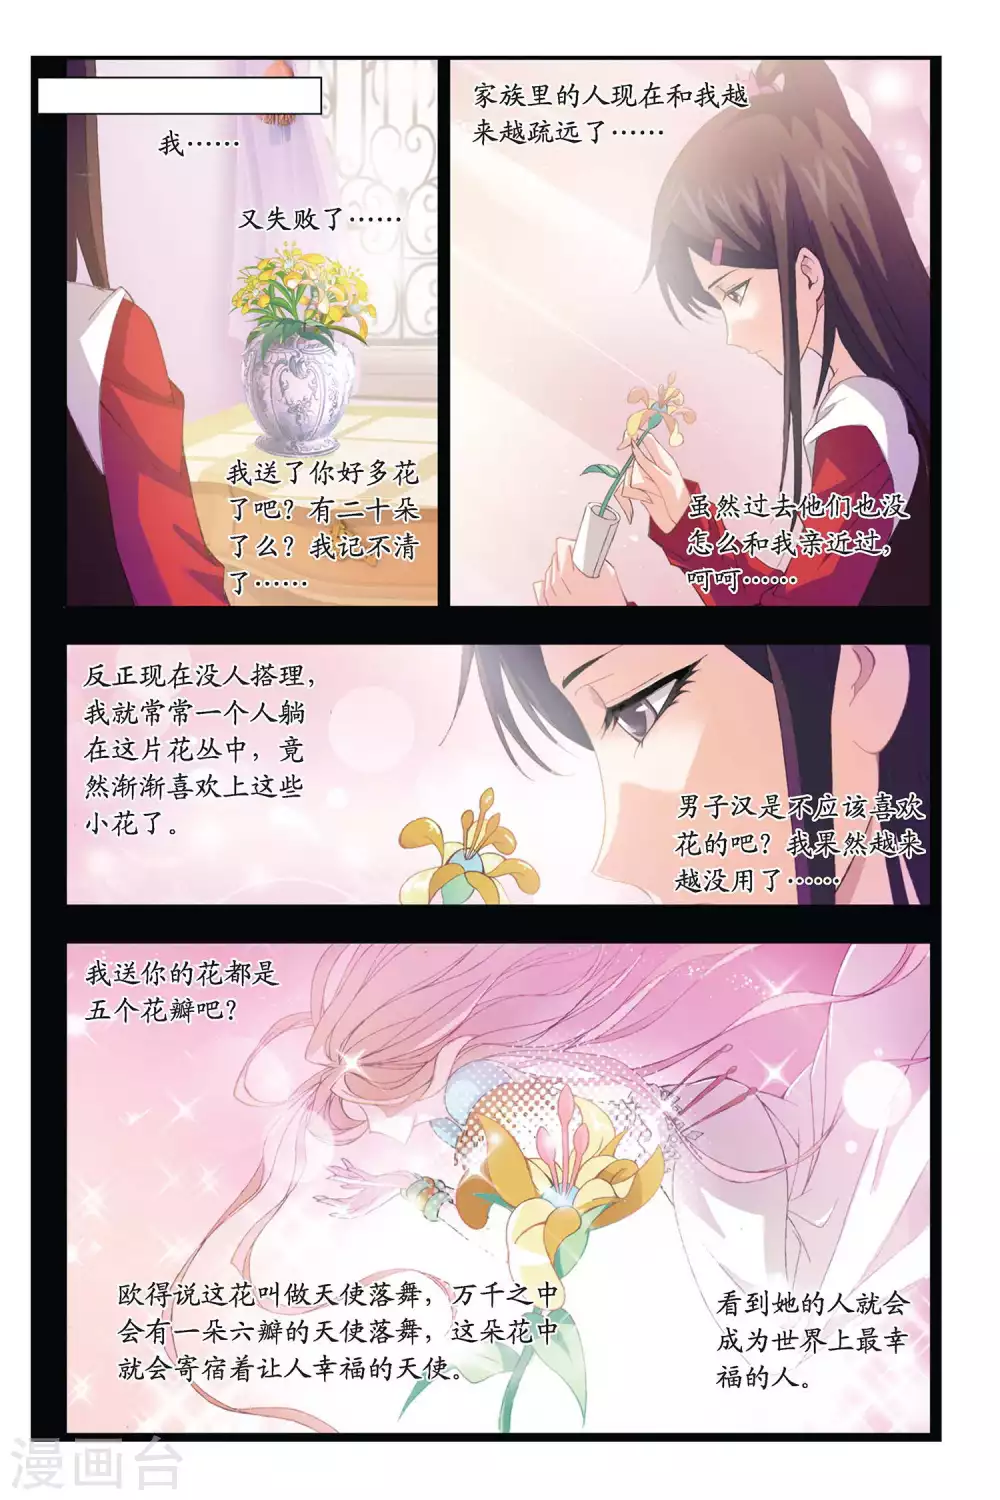 我……
又失败了……
我送了你好多花
了吧？有二十朵
了么？我记不清
了……
家族里的人现在和我越
来越疏远了……
虽然过去他们也没
怎么和我亲近过，
呵呵……
反正现在没人搭理，
我就常常一个人躺
在这片花丛中，竟
然渐渐喜欢上这些
小花了。
男子汉是不应该喜欢
花的吧？我果然越来
越没用了……
我送你的花都是
五个花瓣吧？
欧得说这花叫做天使落舞，万千之中
会有一朵六瓣的天使落舞，这朵花中
就会寄宿着让人幸福的天使。
看到她的人就会
成为世界上最幸
福的人。
漫画台